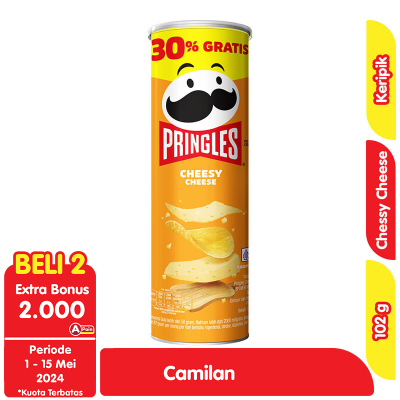 30% GRATIS
PRINGLES
CHEESY
CHEESE
Keripik
Chessy Cheese
102 g
BELI 2
Extra Bonus
2.000
A Poin
Periode
1 - 15 Mei
2024
*Kuota Terbatas
Camilan